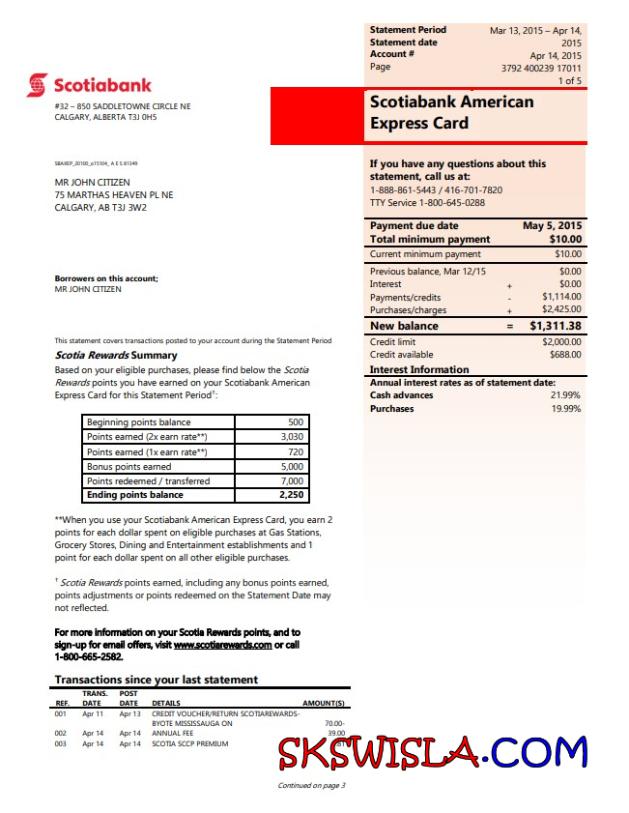 Statement Period Mar 13, 2015 – Apr 14, 2015
Statement date Apr 14, 2015
Account # 3792 400239 17011
Page 1 of 5
Scotiabank
#32 – 850 SADDLETOWNE CIRCLE NE
CALGARY, ALBERTA T3J 0H5
Scotiabank American
Express Card
MR JOHN CITIZEN
75 MARTHAS HEAVEN PL NE
CALGARY, AB T3J 3W2
If you have any questions about this
statement, call us at:
1-888-861-5443 / 416-701-7820
TTY Service 1-800-645-0288
Payment due date May 5, 2015
Total minimum payment $10.00
Current minimum payment $10.00
Previous balance, Mar 12/15 $0.00
Interest + $0.00
Payments/credits - $1,114.00
Purchases/charges + $2,425.00
New balance = $1,311.38
Credit limit $2,000.00
Credit available $688.00
Interest Information
Annual interest rates as of statement date:
Cash advances 21.99%
Purchases 19.99%
Borrowers on this account;
MR JOHN CITIZEN
This statement covers transactions posted to your account during the Statement Period
Scotia Rewards Summary
Based on your eligible purchases, please find below the Scotia
Rewards points you have earned on your Scotiabank American
Express Card for this Statement Period†:
Beginning points balance 500
Points earned (2x earn rate**) 3,030
Points earned (1x earn rate**) 720
Bonus points earned 5,000
Points redeemed / transferred 7,000
Ending points balance 2,250
**When you use your Scotiabank American Express Card, you earn 2
points for each dollar spent on eligible purchases at Gas Stations,
Grocery Stores, Dining and Entertainment establishments and 1
point for each dollar spent on all other eligible purchases.
† Scotia Rewards points earned, including any bonus points earned,
points adjustments or points redeemed on the Statement Date may
not reflected.
For more information on your Scotia Rewards points, and to
sign-up for email offers, visit www.scotiarewards.com or call
1-800-665-2582.
Transactions since your last statement
REF. TRANS. DATE POST DATE DETAILS AMOUNT(S)
001 Apr 11 Apr 13 CREDIT VOUCHER/RETURN SCOTIAREWARDS-
BYOTE MISSISSAUGA ON 70.00-
002 Apr 14 Apr 14 ANNUAL FEE 39.00
003 Apr 14 Apr 14 SCOTIA SCCP PREMIUM
SKSWISLA.COM
Continued on page 3